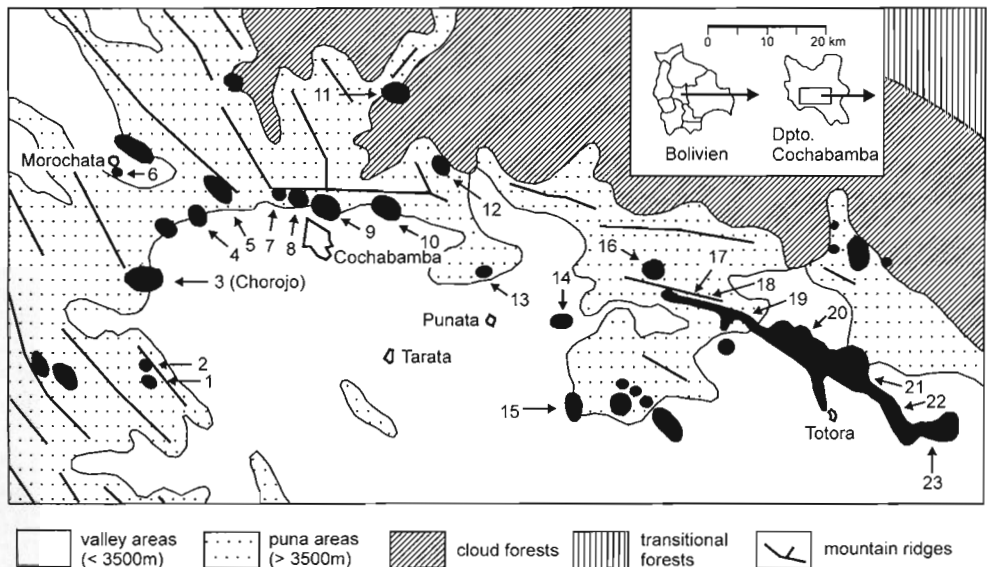 0 10 20 km
Bolivien
Dpto.
Cochabamba
11
Morochata
6
12
4
5
7
8
9
10
Cochabamba
3 (Chorojo)
13
14
16
17
18
19
20
Punata
Tarata
2
1
15
21
22
Totora
23
valley areas
(< 3500m)
puna areas
(> 3500m)
cloud forests
transitional
forests
mountain ridges